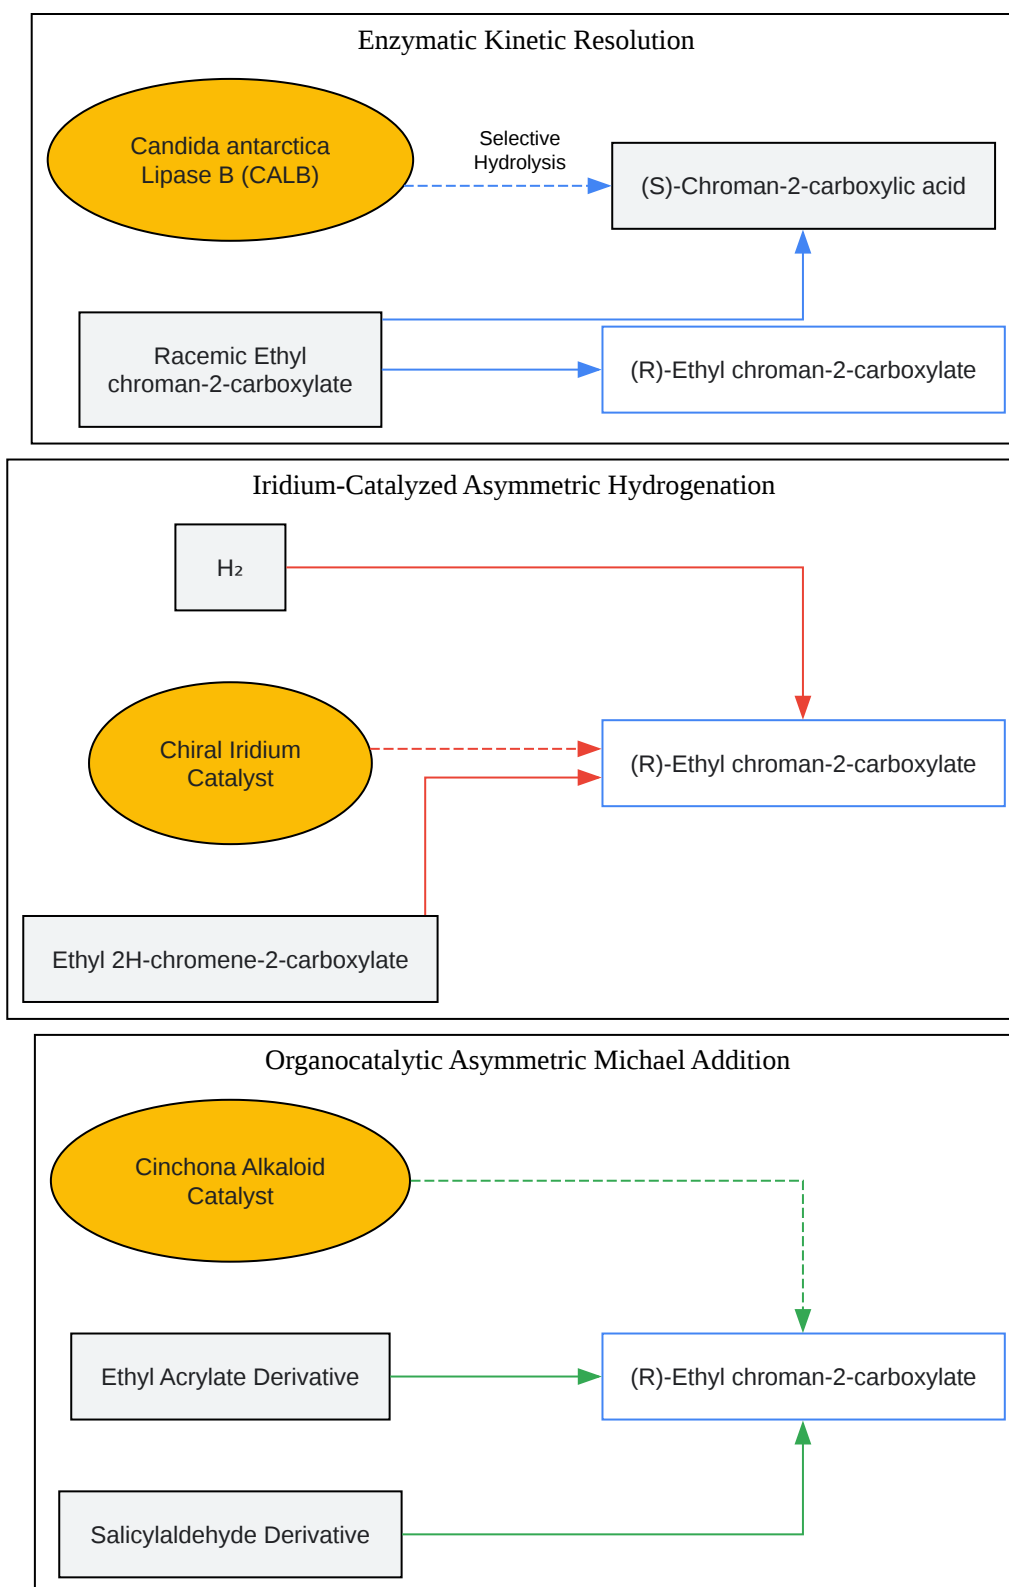 Enzymatic Kinetic Resolution
Candida antarctica
Lipase B (CALB)
Selective
Hydrolysis
(S)-Chroman-2-carboxylic acid
Racemic Ethyl
chroman-2-carboxylate
(R)-Ethyl chroman-2-carboxylate
Iridium-Catalyzed Asymmetric Hydrogenation
H₂
Chiral Iridium
Catalyst
(R)-Ethyl chroman-2-carboxylate
Ethyl 2H-chromene-2-carboxylate
Organocatalytic Asymmetric Michael Addition
Cinchona Alkaloid
Catalyst
Ethyl Acrylate Derivative
(R)-Ethyl chroman-2-carboxylate
Salicylaldehyde Derivative